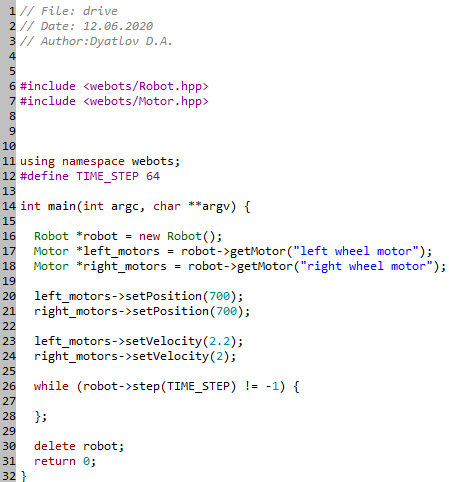 1 // File: drive
2 // Date: 12.06.2020
3 // Author:Dyatlov D.A.
4
5
6 #include <webots/Robot.hpp>
7 #include <webots/Motor.hpp>
8
9
10
11 using namespace webots;
12 #define TIME_STEP 64
13
14 int main(int argc, char **argv) {
15
16   Robot *robot = new Robot();
17   Motor *left_motors = robot->getMotor("left wheel motor");
18   Motor *right_motors = robot->getMotor("right wheel motor");
19
20   left_motors->setPosition(700);
21   right_motors->setPosition(700);
22
23   left_motors->setVelocity(2.2);
24   right_motors->setVelocity(2);
25
26   while (robot->step(TIME_STEP) != -1) {
27
28   };
29
30   delete robot;
31   return 0;
32 }